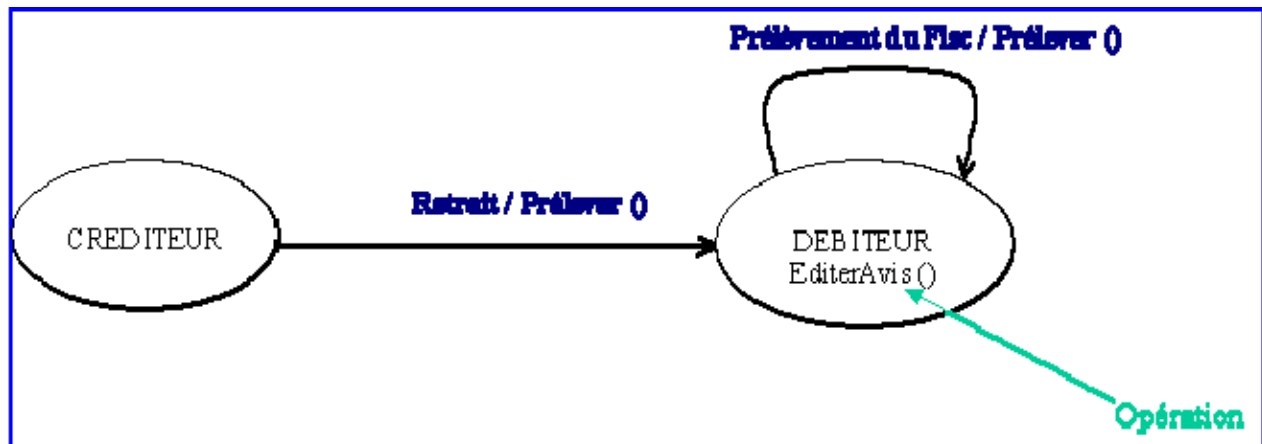 Prélèvement du Fisc / Prélever ()
Retrait / Prélever ()
CREDITEUR
DEBITEUR
EditerAvis()
Opération